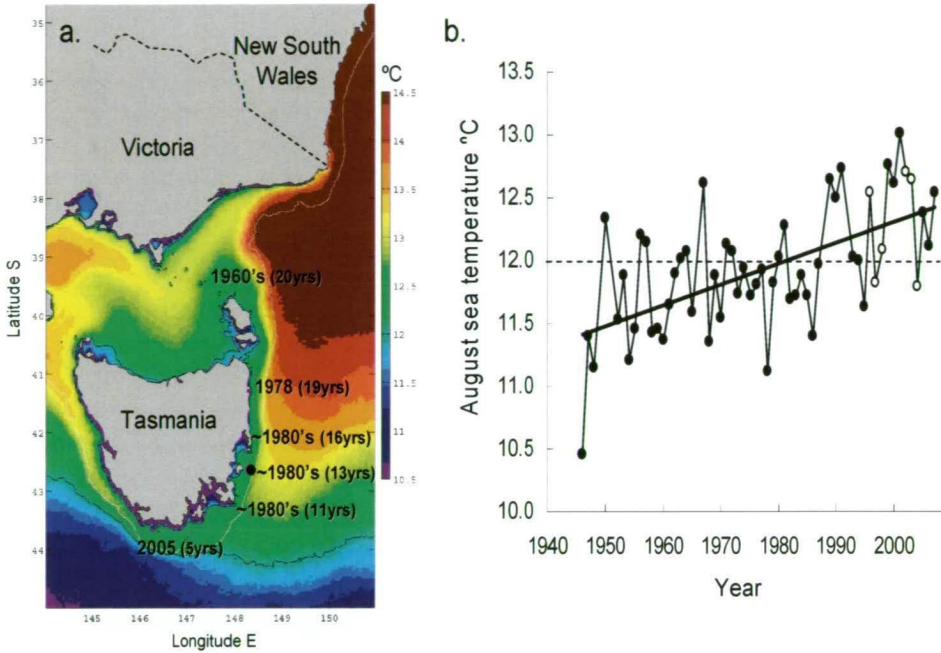 a.
New South
Wales
Victoria
Tasmania
1960's (20yrs)
1978 (19yrs)
~1980's (16yrs)
~1980's (13yrs)
~1980's (11yrs)
2005 (5yrs)
35
36
37
38
39
40
41
42
43
44
Latitude S
145 146 147 148 149 150
Longitude E
ºC
14.5
14
13.5
13
12.5
12
11.5
11
10.5
b.
August sea temperature ºC
13.5
13.0
12.5
12.0
11.5
11.0
10.5
10.0
1940 1950 1960 1970 1980 1990 2000
Year